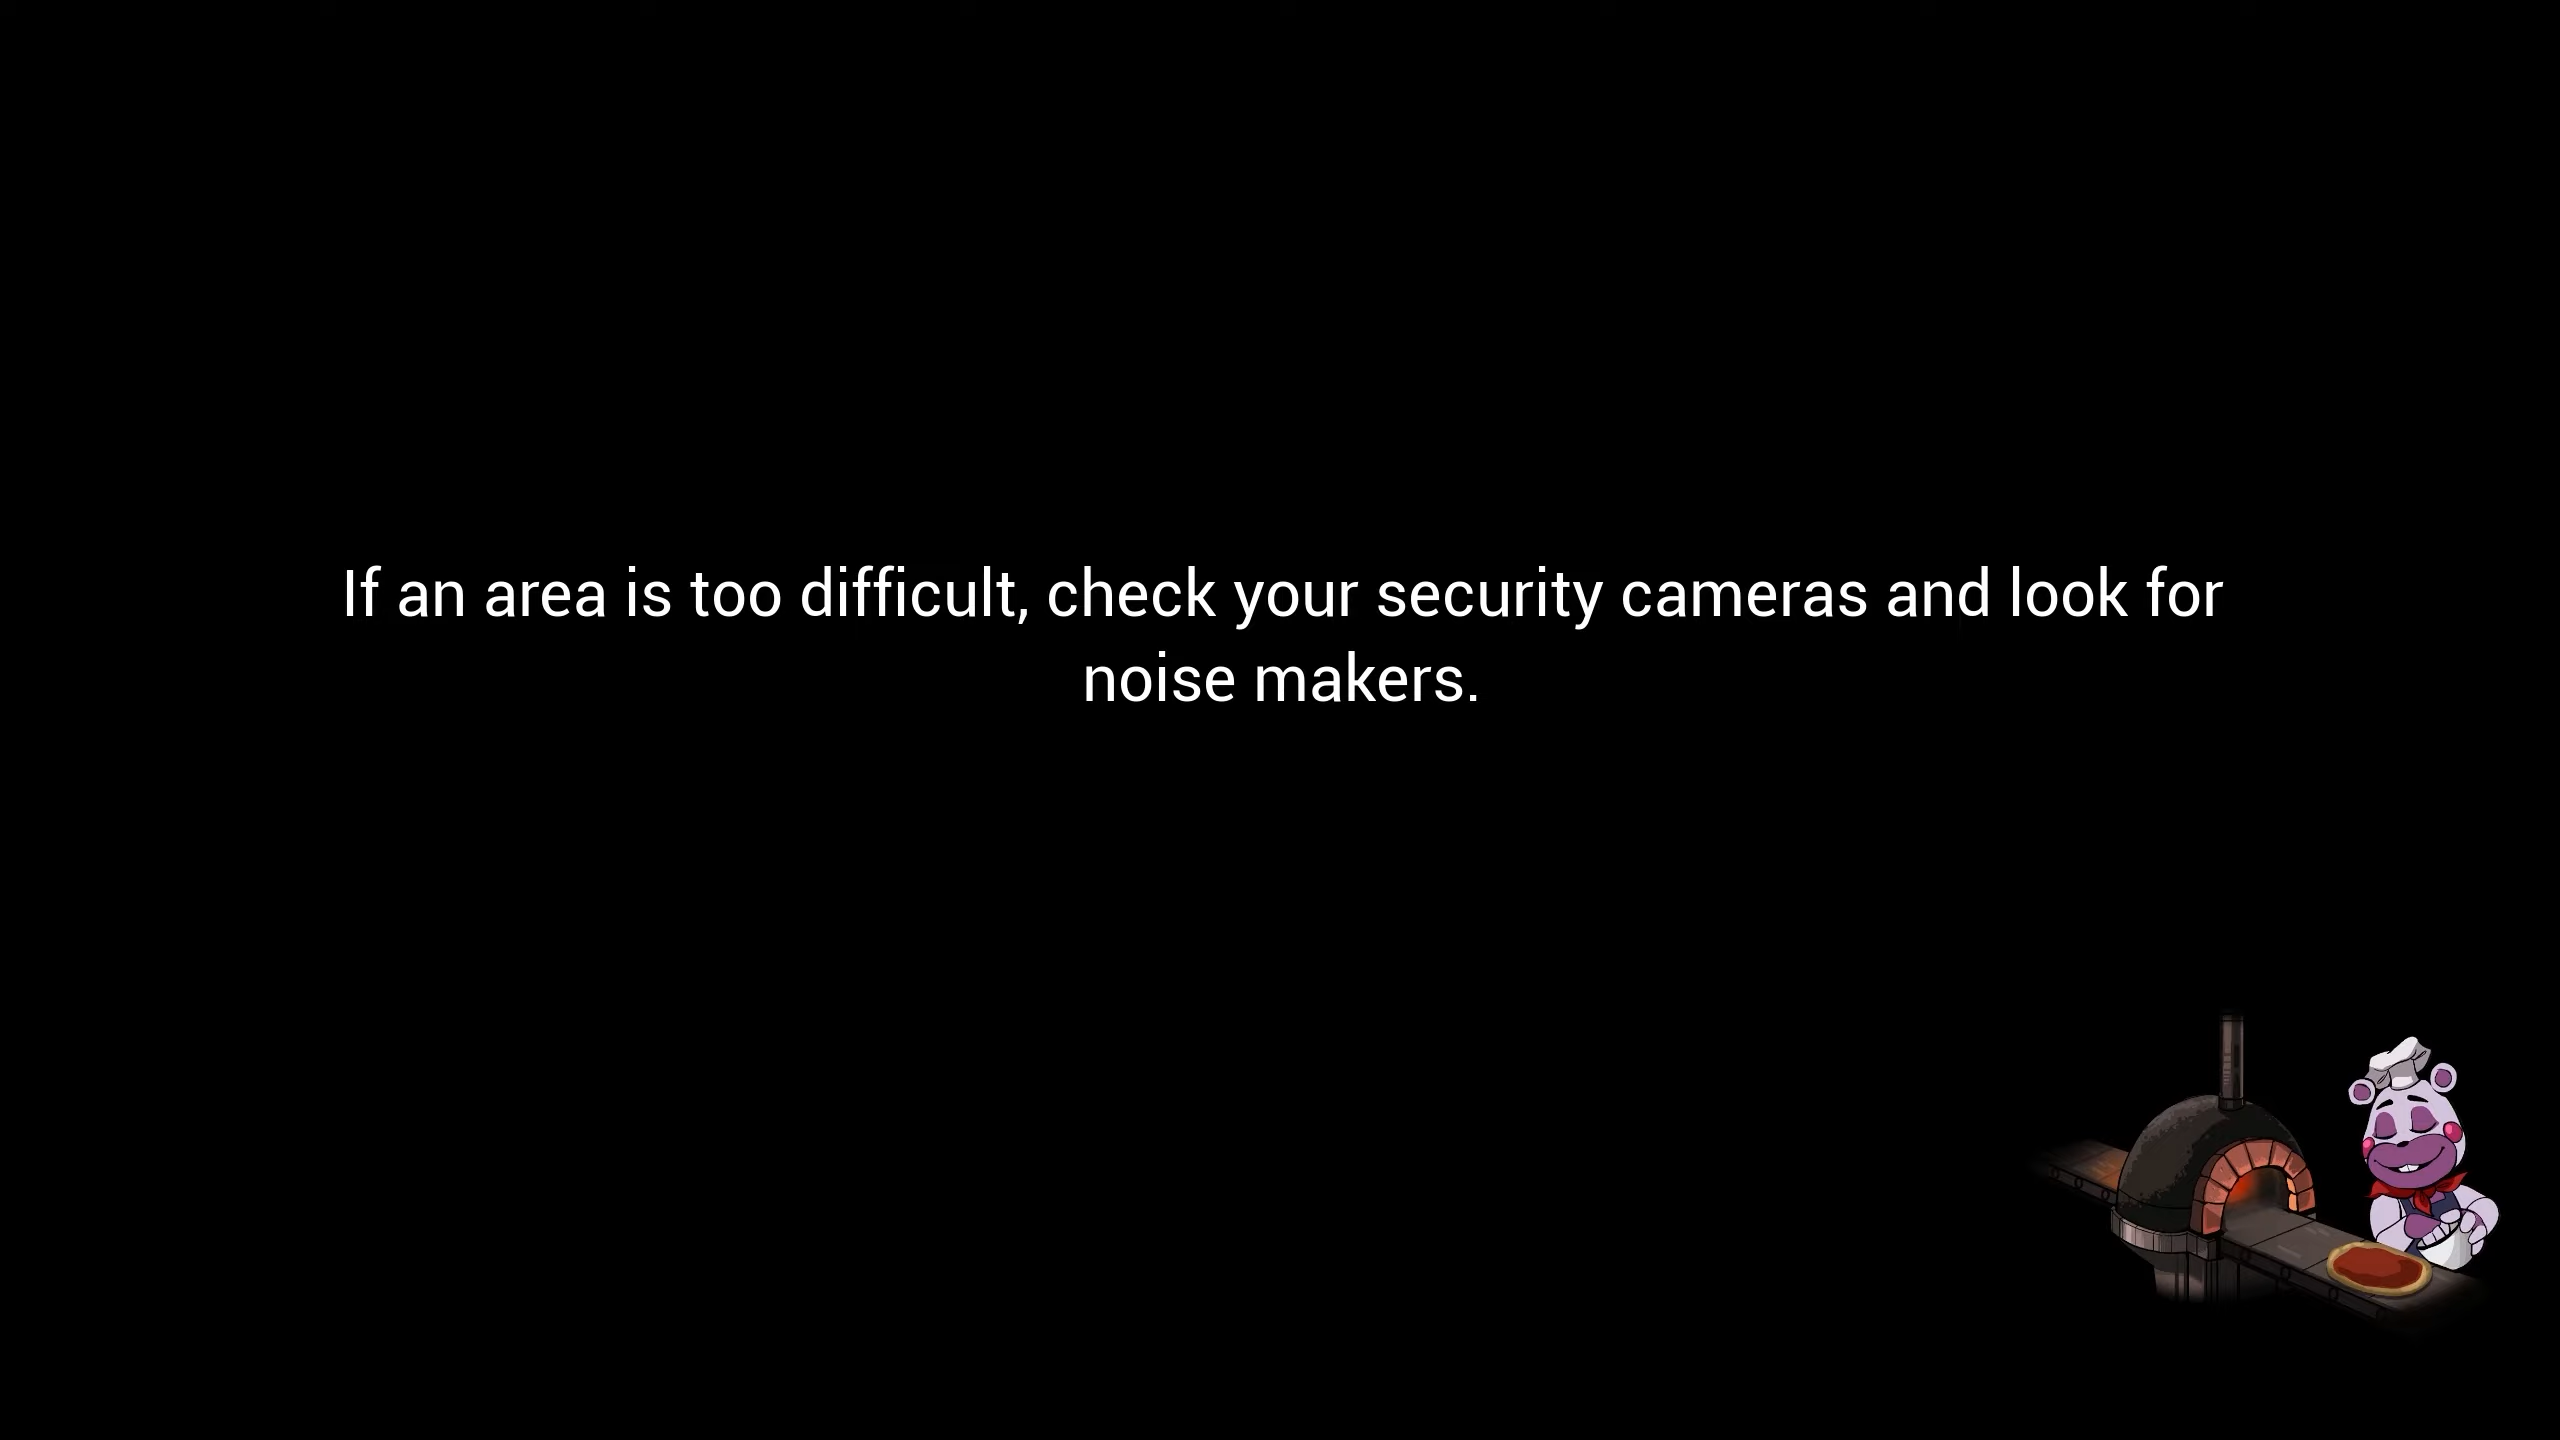 If an area is too difficult, check your security cameras and look for
noise makers.